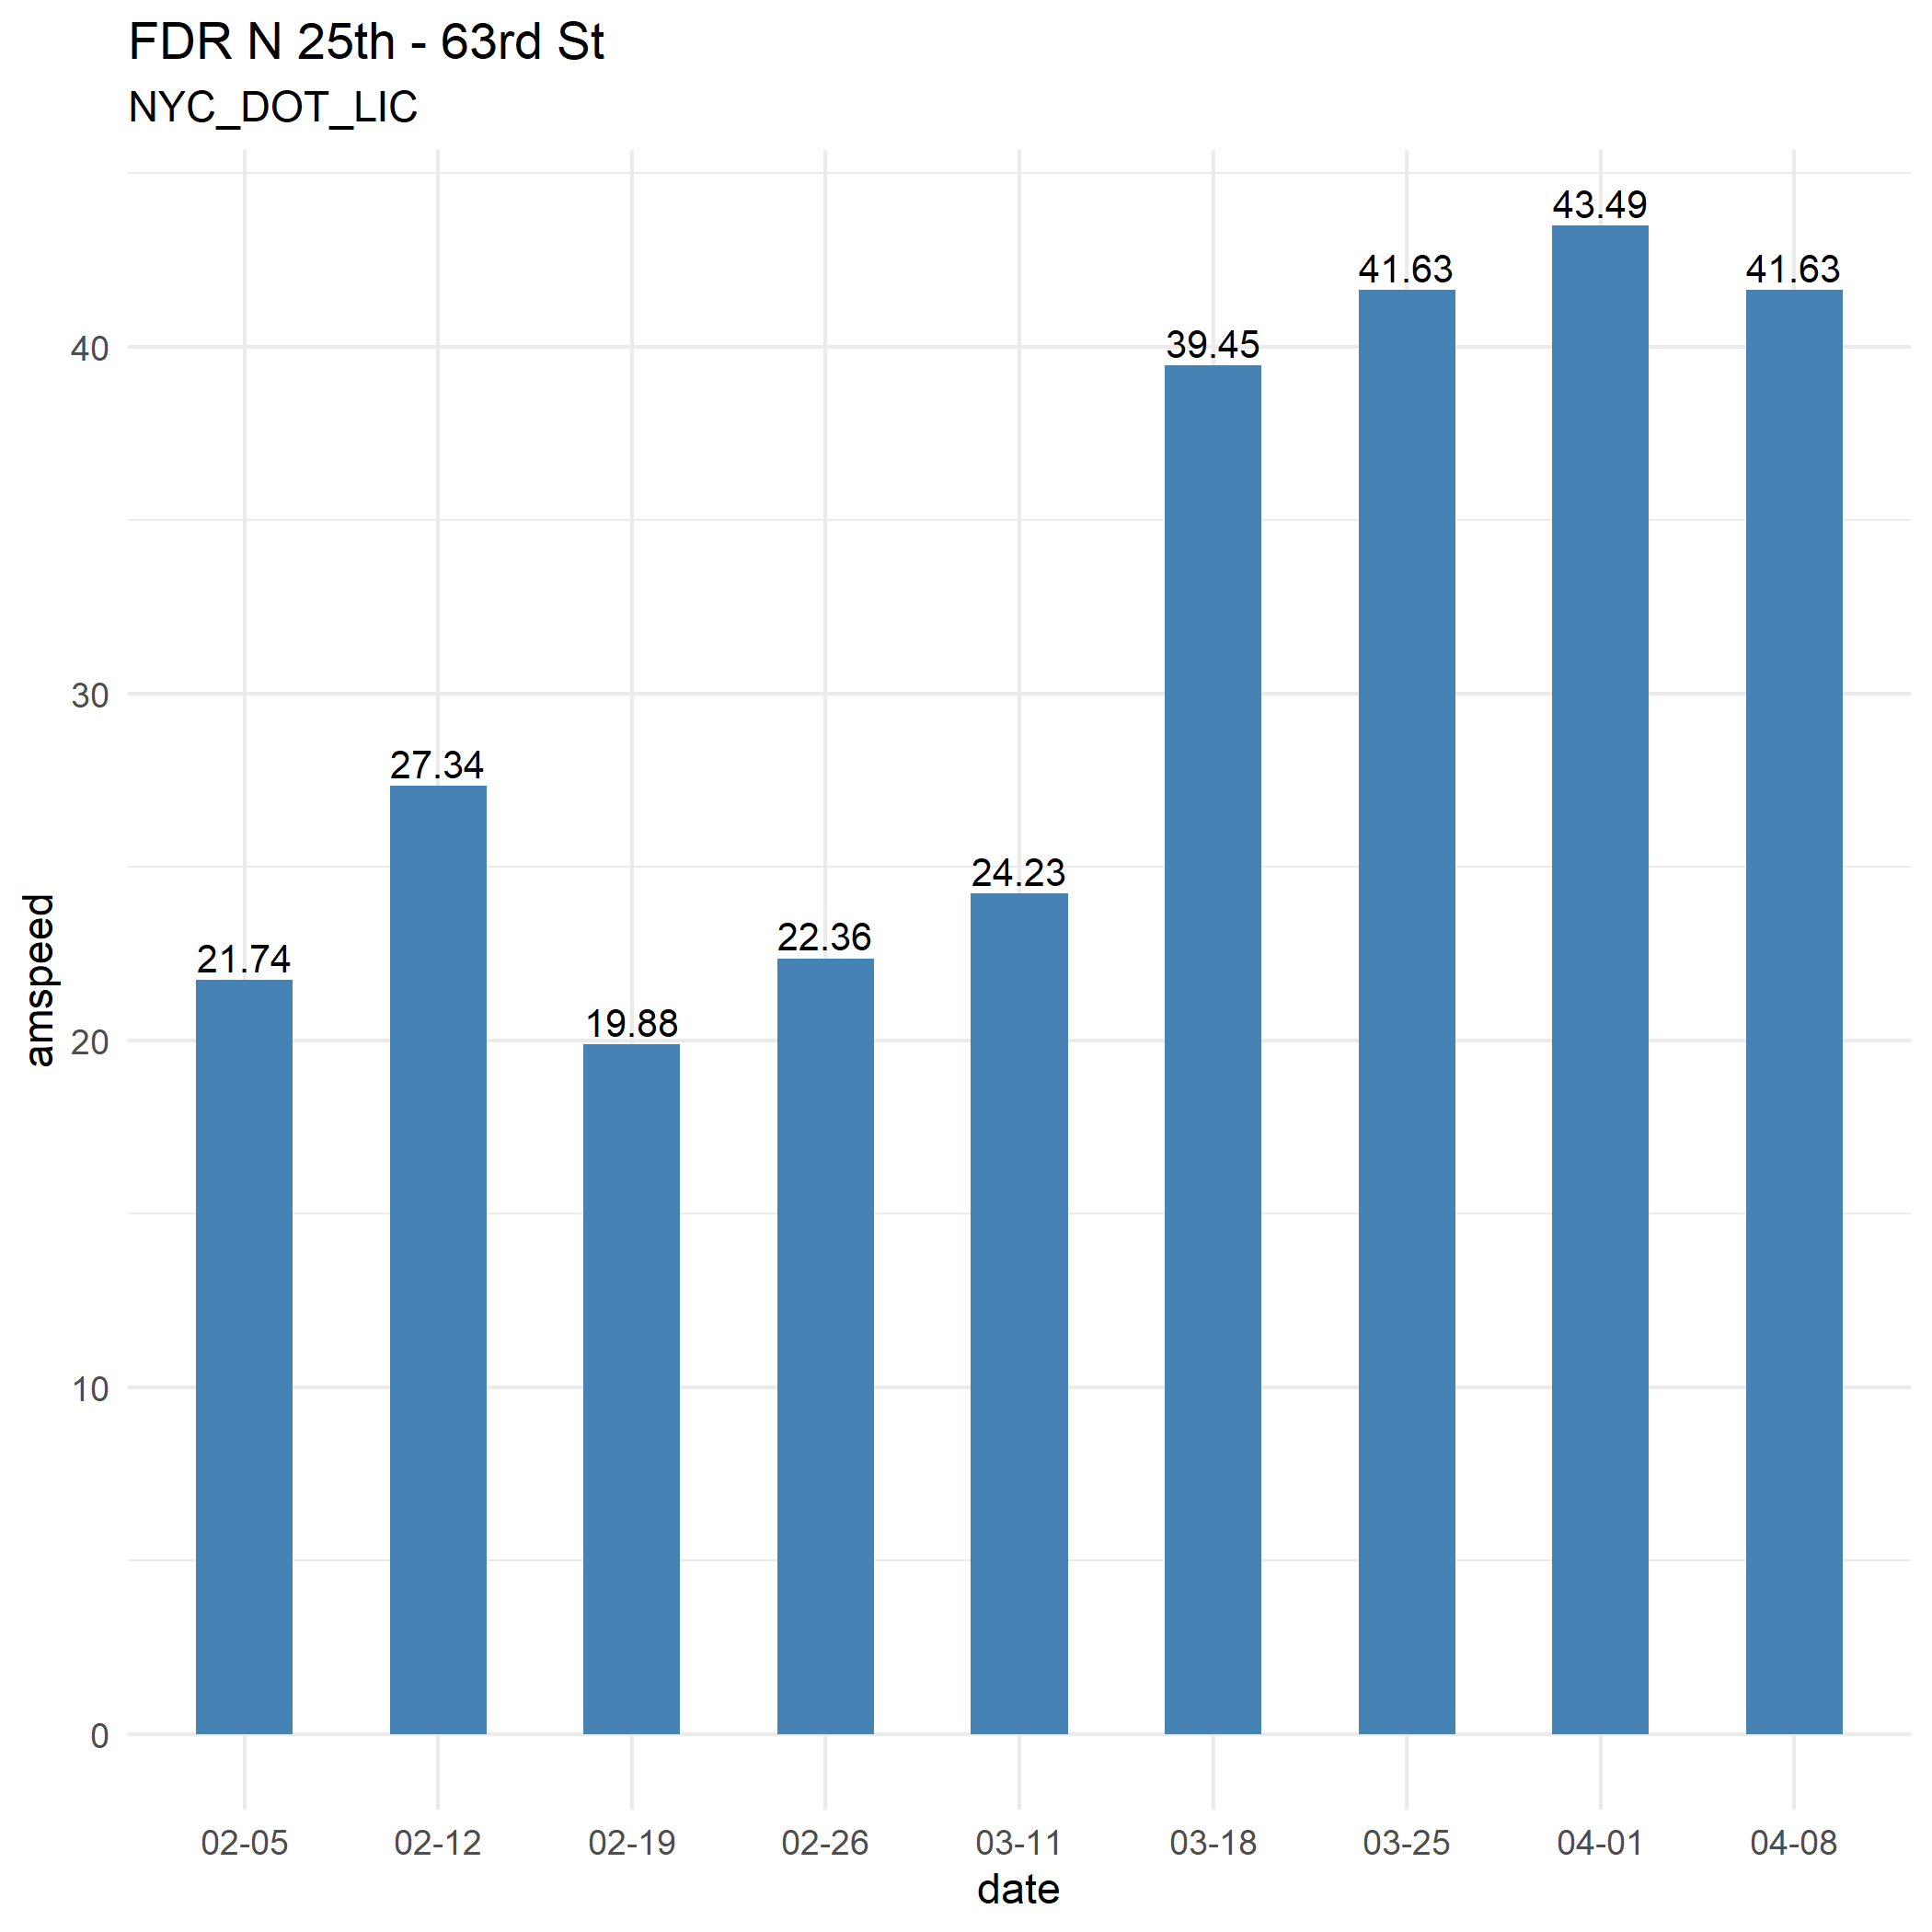 FDR N 25th - 63rd St
NYC_DOT_LIC
43.49
41.63
41.63
39.45
27.34
24.23
22.36
21.74
19.88
40
30
20
10
0
amspeed
02-05 02-12 02-19 02-26 03-11 03-18 03-25 04-01 04-08
date